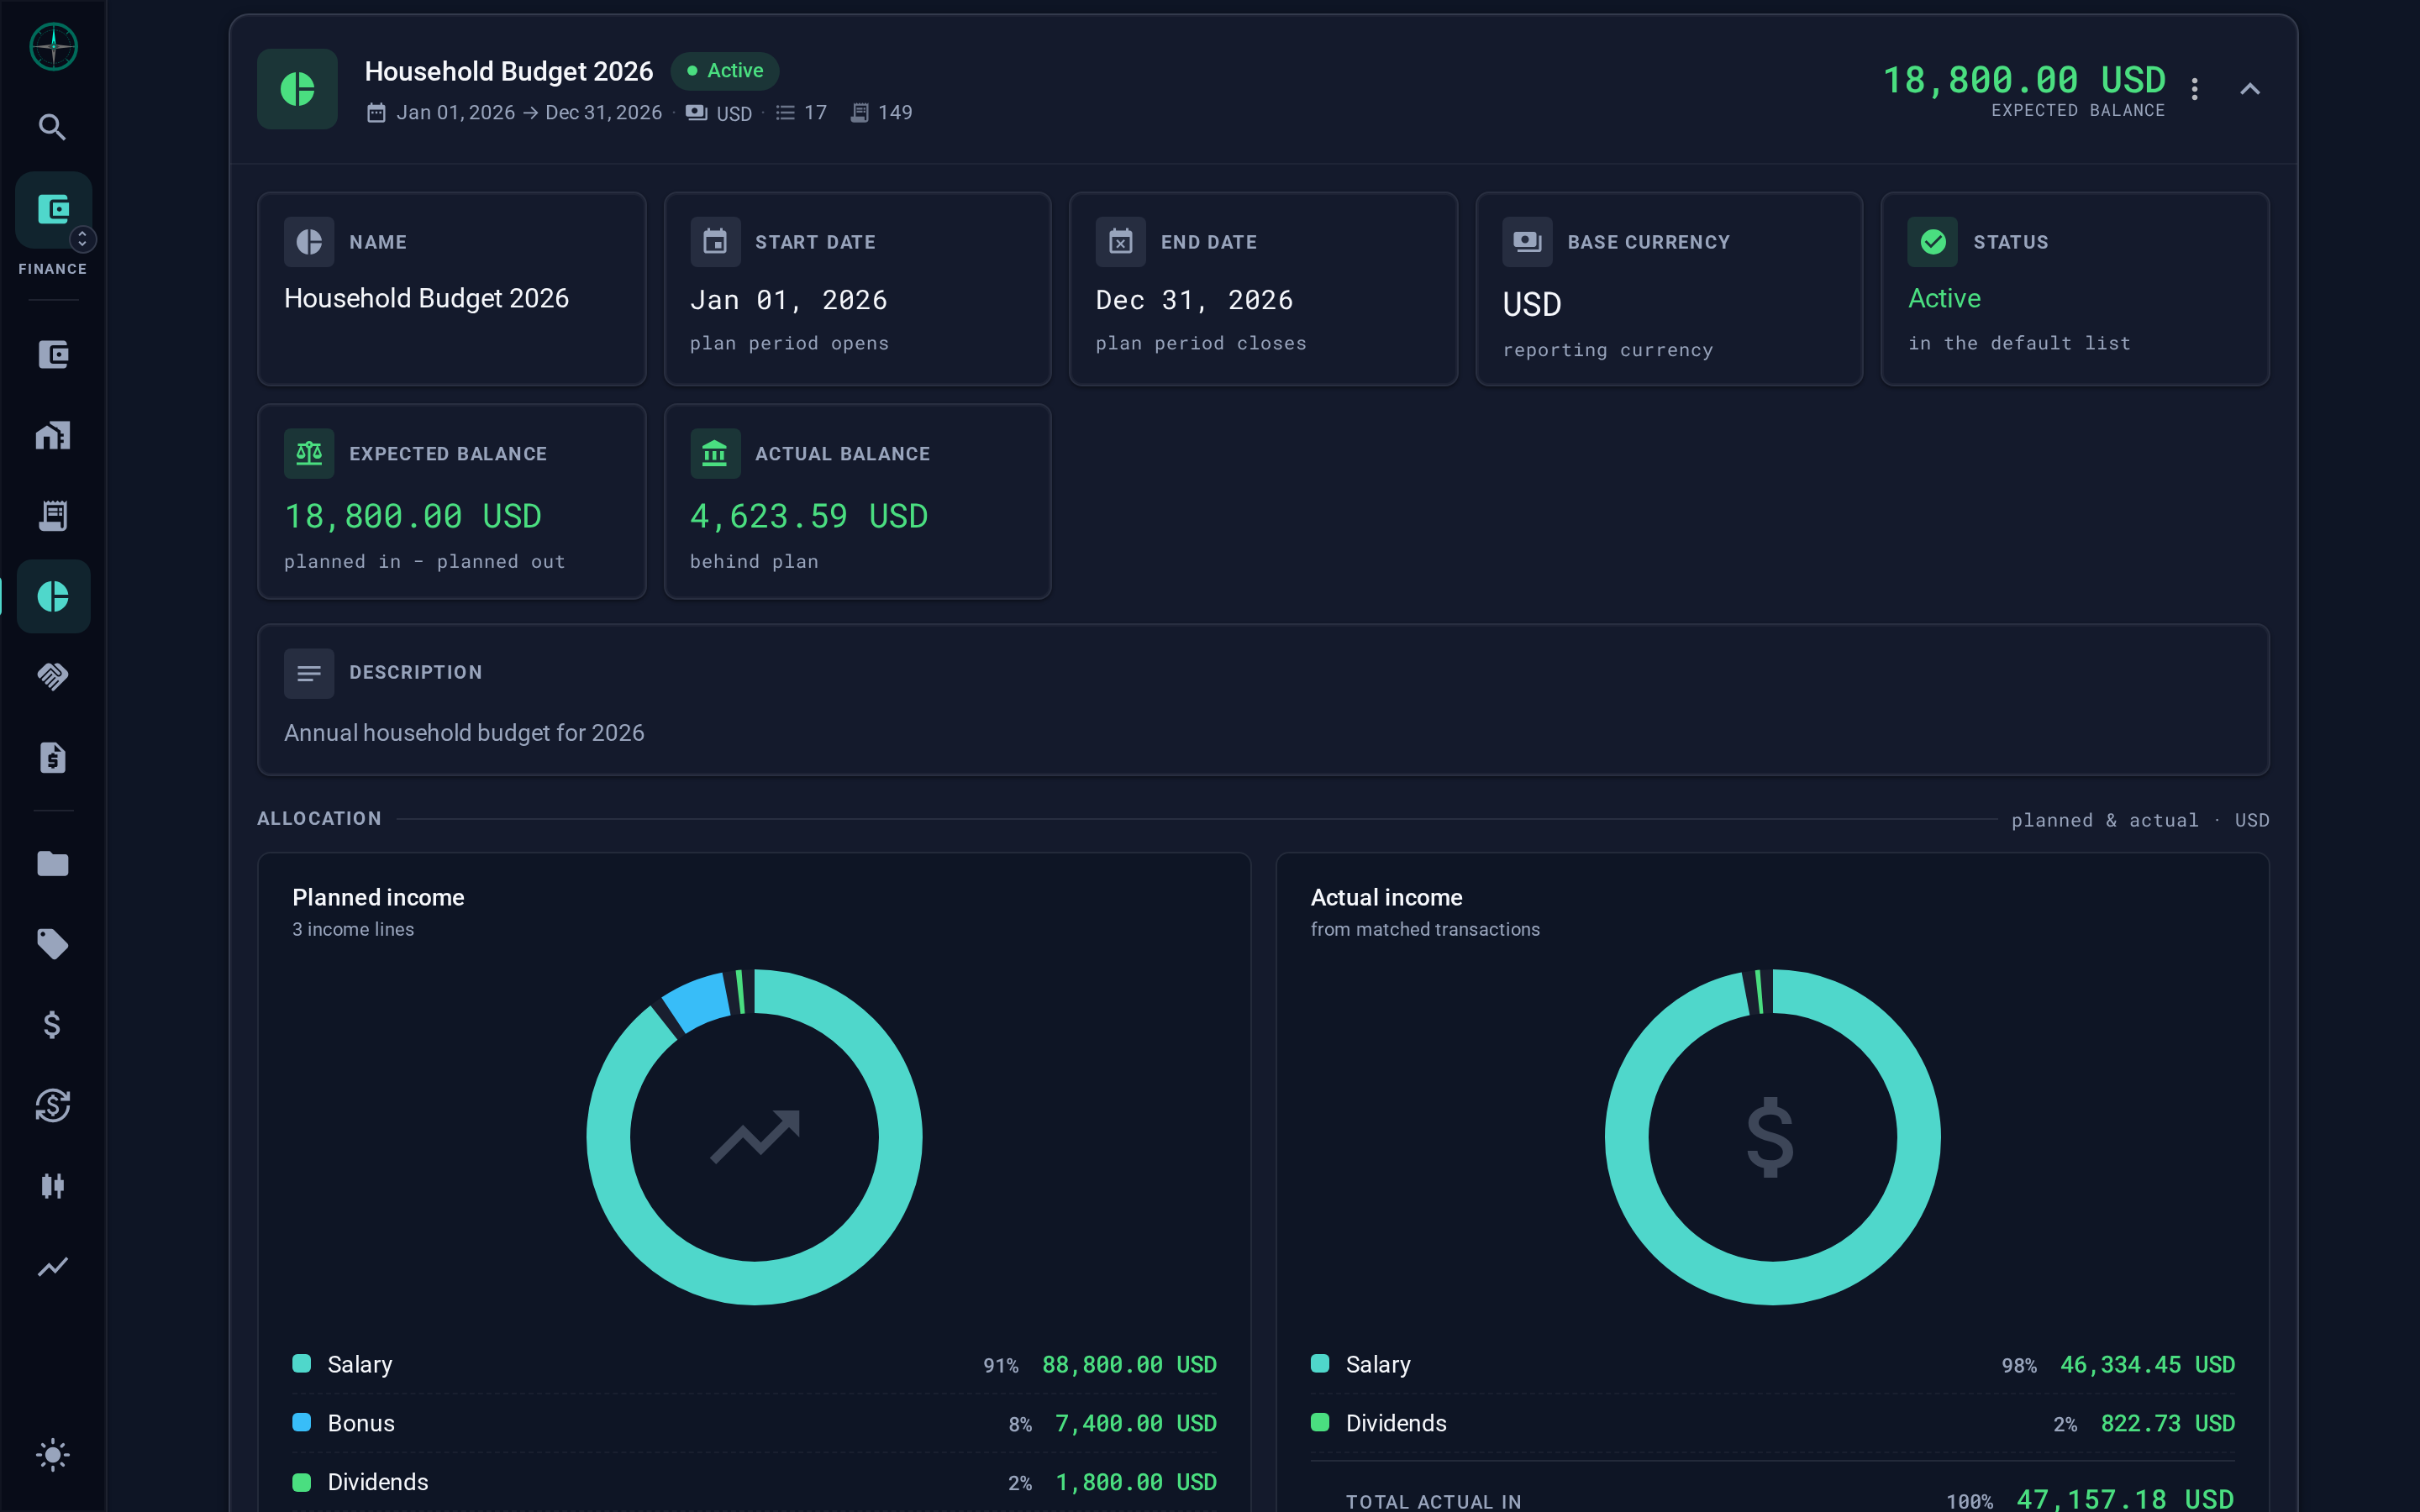 Household Budget 2026 Active
Jan 01, 2026 → Dec 31, 2026 · USD · 17 149
18,800.00 USD
EXPECTED BALANCE
FINANCE
NAME
Household Budget 2026
START DATE
Jan 01, 2026
plan period opens
END DATE
Dec 31, 2026
plan period closes
BASE CURRENCY
USD
reporting currency
STATUS
Active
in the default list
EXPECTED BALANCE
18,800.00 USD
planned in − planned out
ACTUAL BALANCE
4,623.59 USD
behind plan
DESCRIPTION
Annual household budget for 2026
ALLOCATION
planned & actual · USD
Planned income
3 income lines
Salary 91% 88,800.00 USD
Bonus 8% 7,400.00 USD
Dividends 2% 1,800.00 USD
Actual income
from matched transactions
Salary 98% 46,334.45 USD
Dividends 2% 822.73 USD
TOTAL ACTUAL IN 100% 47,157.18 USD